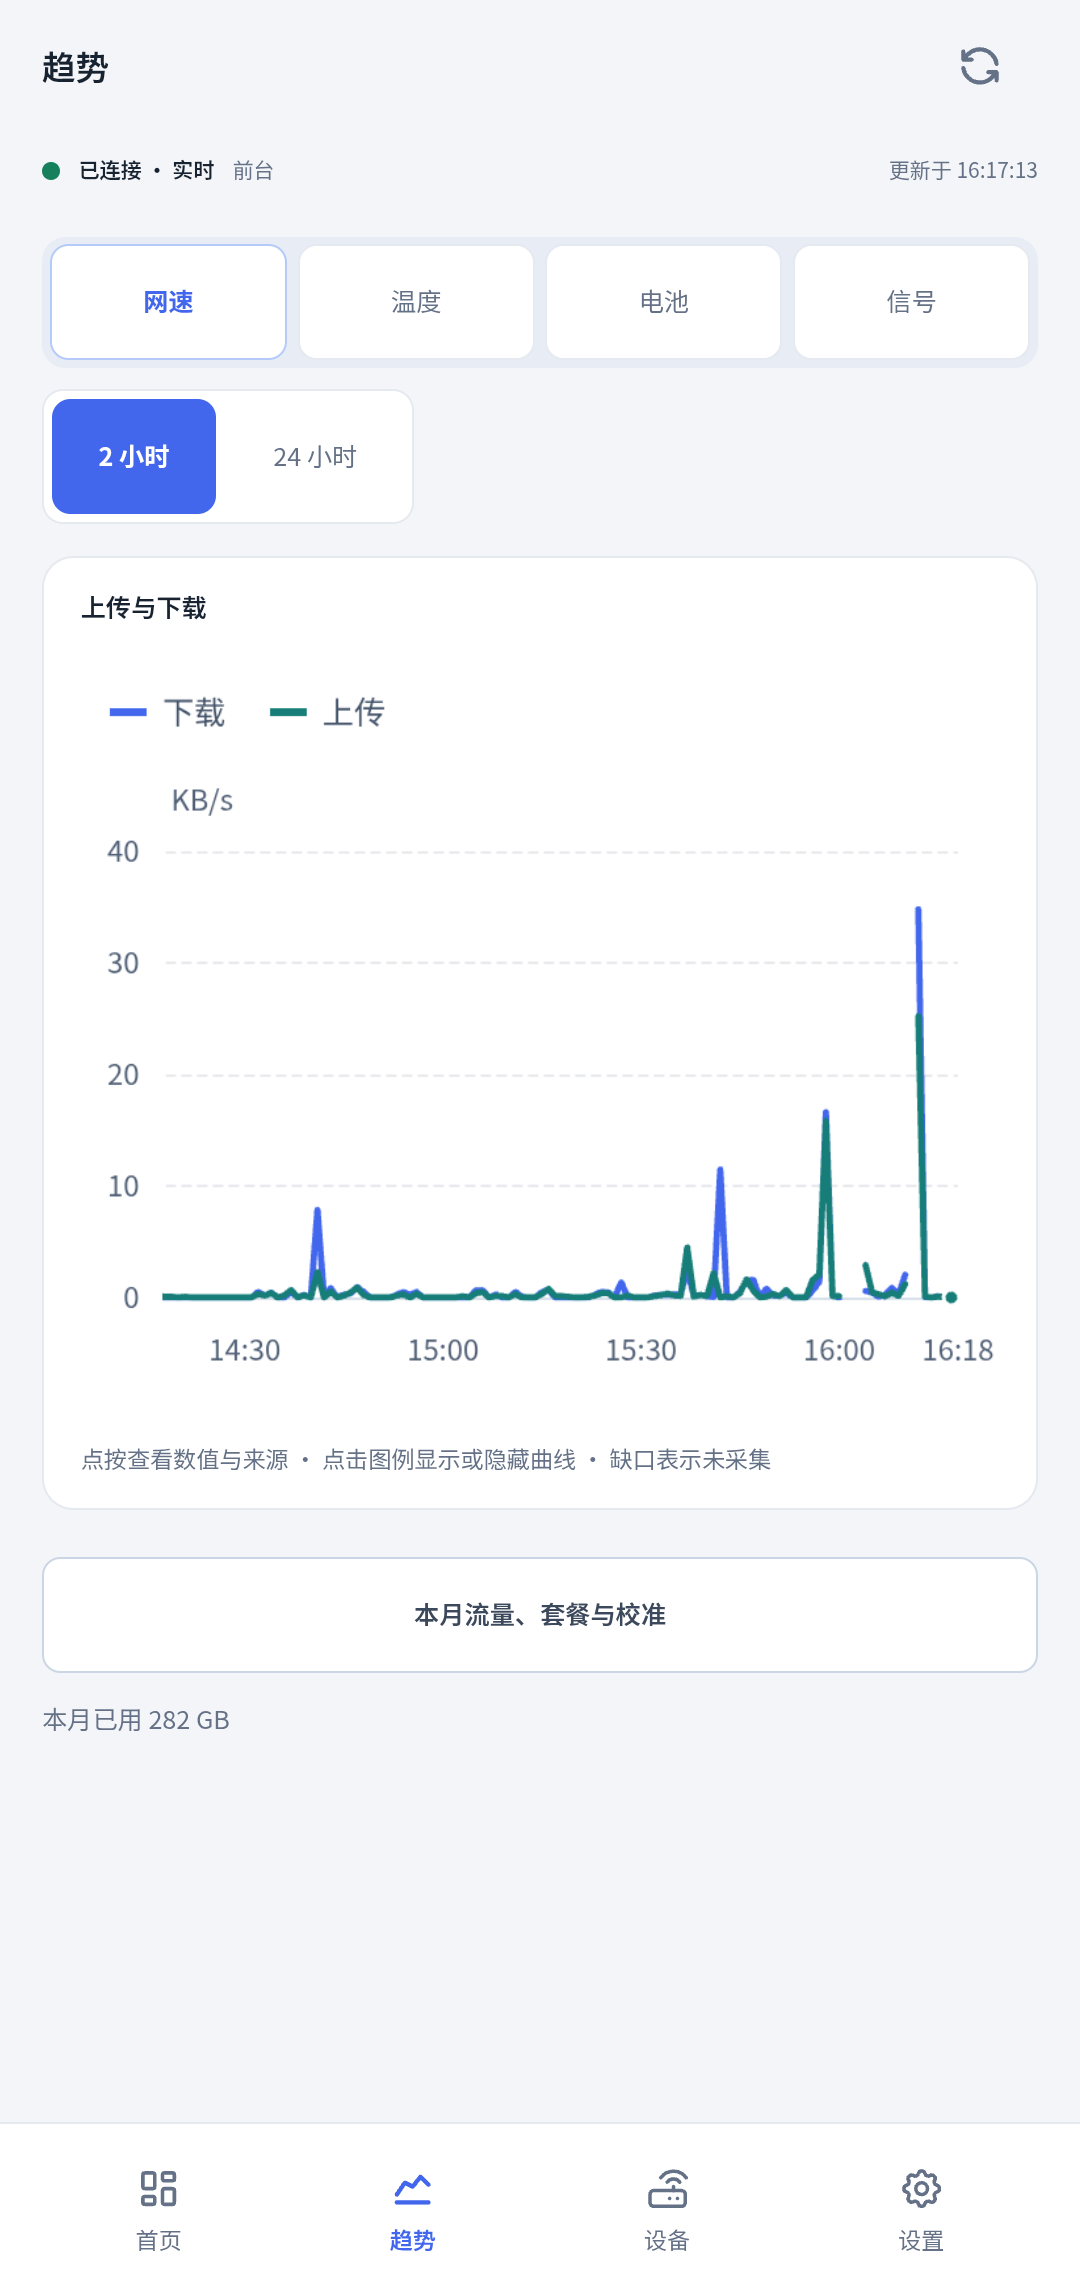 趋势
已连接 · 实时 前台 更新于 16:17:13
网速 温度 电池 信号
2 小时 24 小时
上传与下载
下载 上传
KB/s
40
30
20
10
0
14:30 15:00 15:30 16:00 16:18
点按查看数值与来源 · 点击图例显示或隐藏曲线 · 缺口表示未采集
本月流量、套餐与校准
本月已用 282 GB
首页 趋势 设备 设置